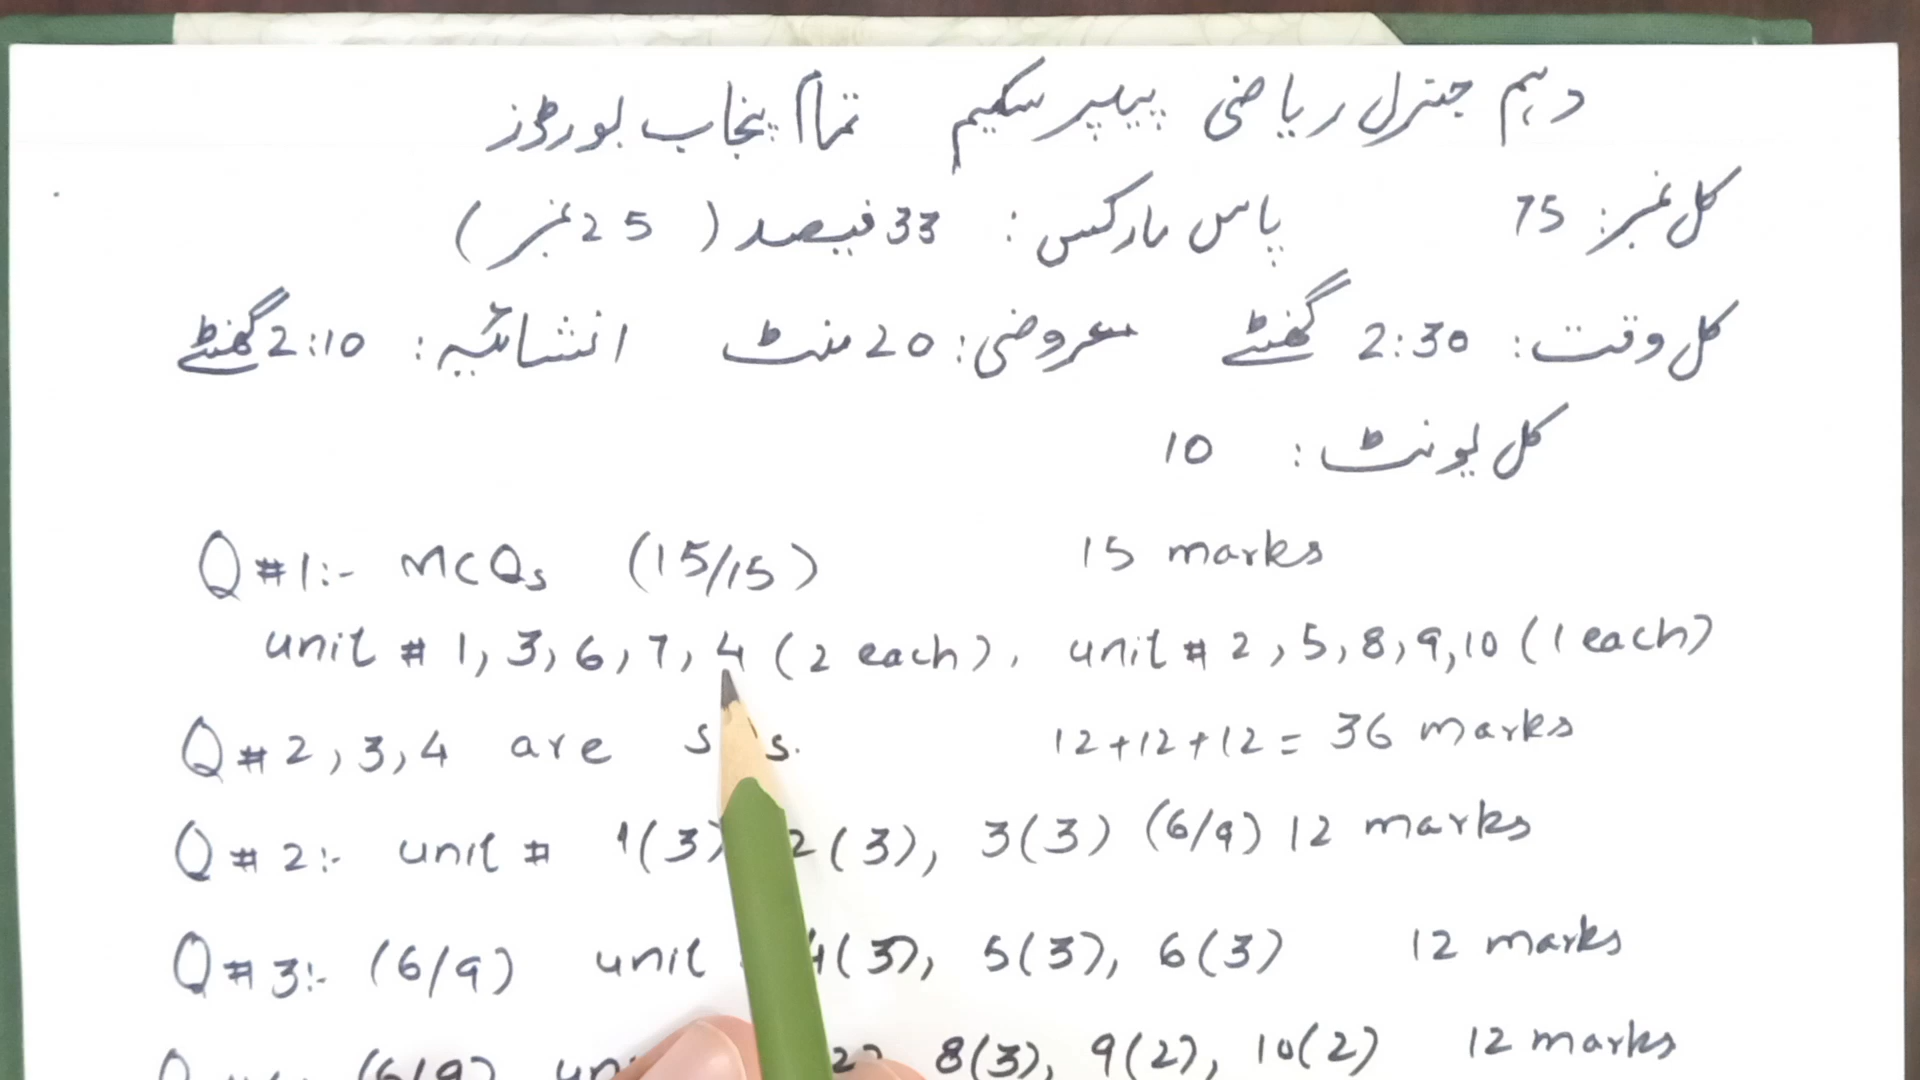 دہم جنرل ریاضی پیپر سکیم تمام پنجاب بورڈز
کل نمبر: 75 پاس مارکس: 33 فیصد (25 نمبر)
کل وقت: 2:30 گھنٹے معروضی: 20 منٹ انشائیہ: 2:10 گھنٹے
کل یونٹ: 10
Q #1:- MCQs (15/15) 15 marks
unit # 1, 3, 6, 7, 4 (2 each), unit # 2, 5, 8, 9, 10 (1 each)
Q # 2, 3, 4 are 12+12+12 = 36 marks
Q # 2:- unit # 1(3) 2(3), 3(3) (6/9) 12 marks
Q # 3:- (6/9) unit 4(3), 5(3), 6(3) 12 marks
(6/9) 8(3), 9(2), 10(2) 12 marks